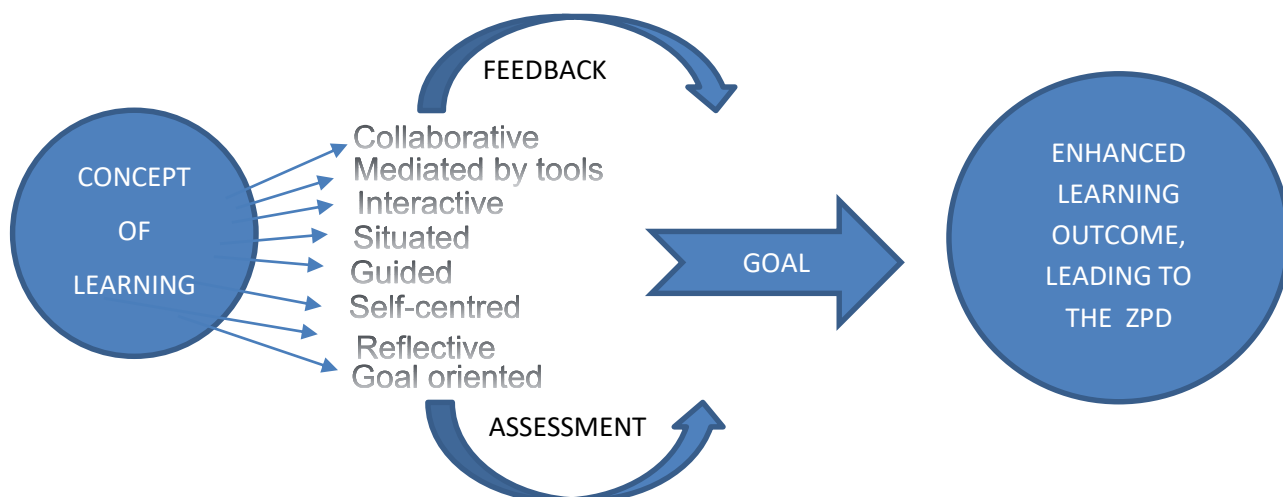 FEEDBACK
CONCEPT
OF
LEARNING
Collaborative
Mediated by tools
Interactive
Situated
Guided
Self-centred
Reflective
Goal oriented
ASSESSMENT
GOAL
ENHANCED
LEARNING
OUTCOME,
LEADING TO
THE ZPD